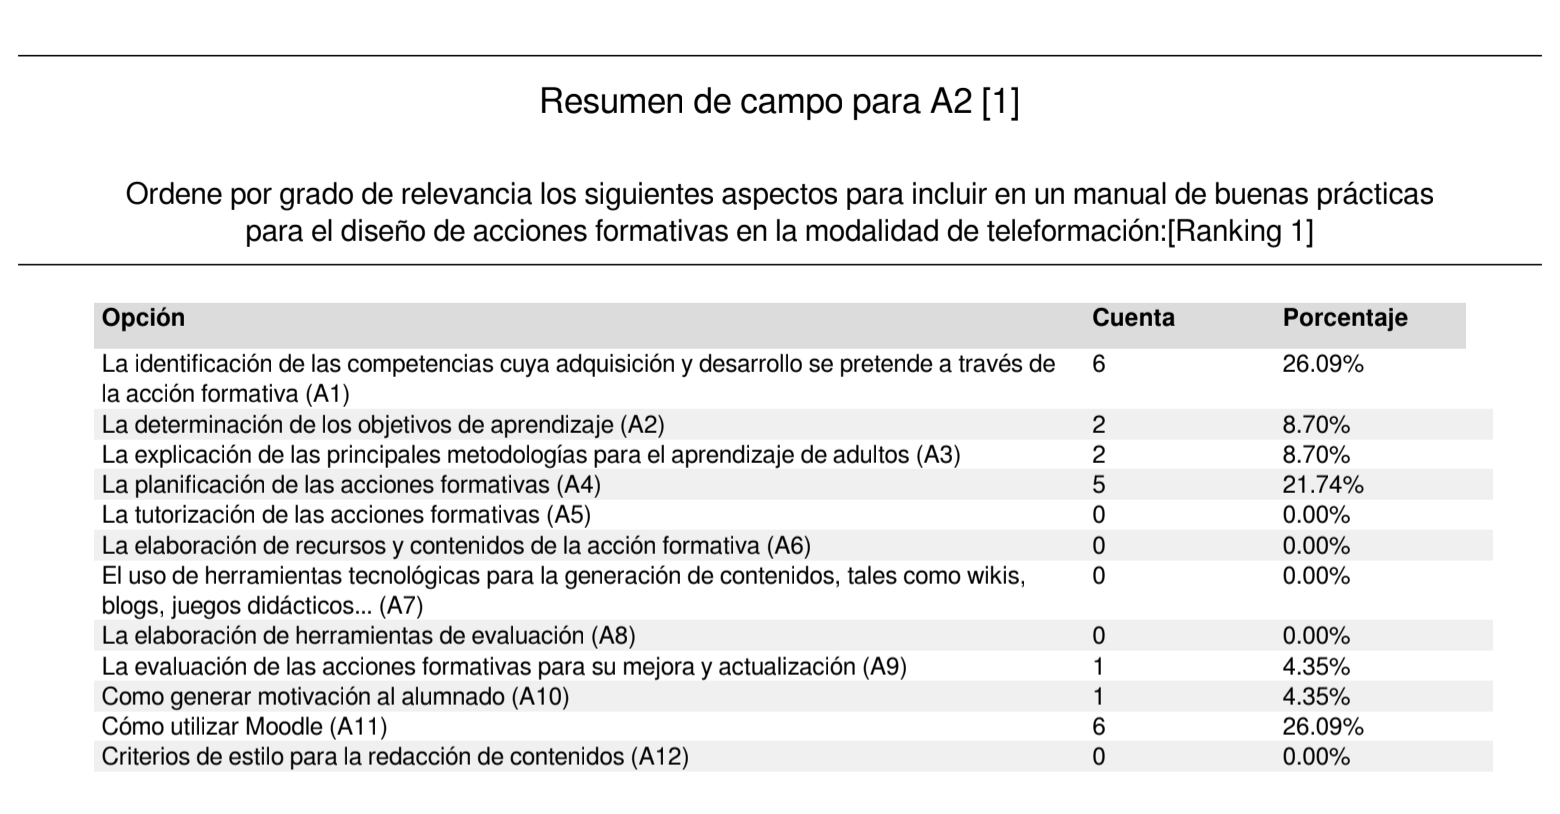 Resumen de campo para A2 [1]
Ordene por grado de relevancia los siguientes aspectos para incluir en un manual de buenas prácticas
para el diseño de acciones formativas en la modalidad de teleformación:[Ranking 1]
Opción Cuenta Porcentaje
La identificación de las competencias cuya adquisición y desarrollo se pretende a través de 6 26.09%
la acción formativa (A1)
La determinación de los objetivos de aprendizaje (A2) 2 8.70%
La explicación de las principales metodologías para el aprendizaje de adultos (A3) 2 8.70%
La planificación de las acciones formativas (A4) 5 21.74%
La tutorización de las acciones formativas (A5) 0 0.00%
La elaboración de recursos y contenidos de la acción formativa (A6) 0 0.00%
El uso de herramientas tecnológicas para la generación de contenidos, tales como wikis, 0 0.00%
blogs, juegos didácticos... (A7)
La elaboración de herramientas de evaluación (A8) 0 0.00%
La evaluación de las acciones formativas para su mejora y actualización (A9) 1 4.35%
Como generar motivación al alumnado (A10) 1 4.35%
Cómo utilizar Moodle (A11) 6 26.09%
Criterios de estilo para la redacción de contenidos (A12) 0 0.00%